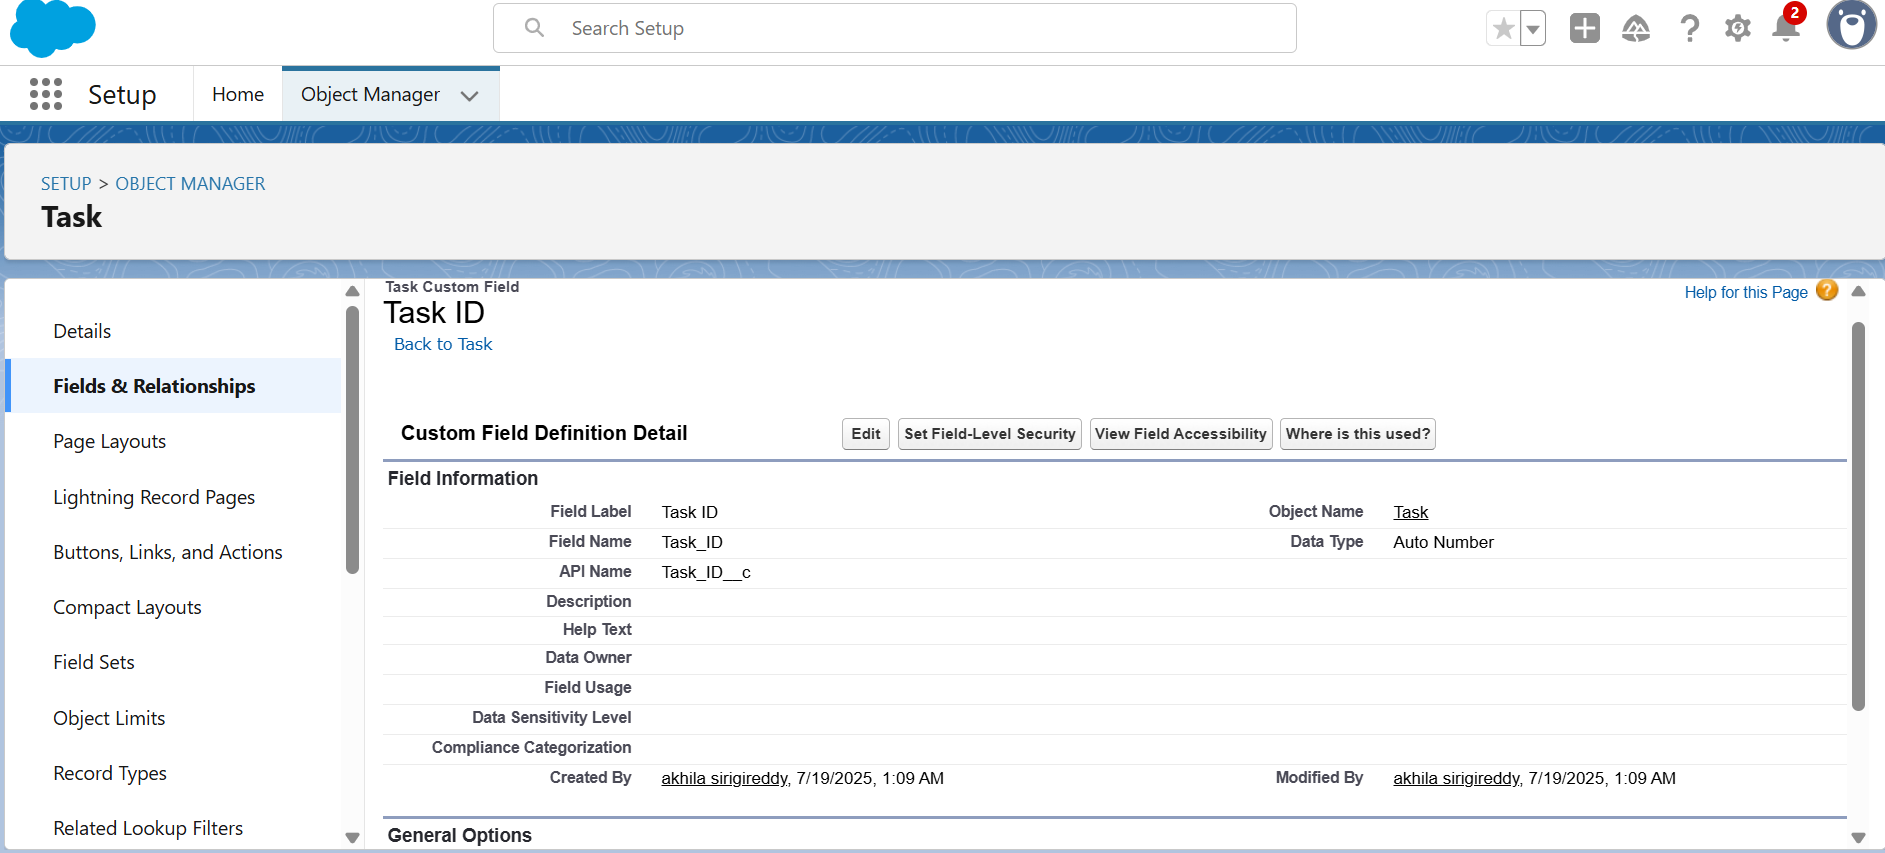 Search Setup
2
Setup
Home
Object Manager
SETUP > OBJECT MANAGER
Task
Details
Fields & Relationships
Page Layouts
Lightning Record Pages
Buttons, Links, and Actions
Compact Layouts
Field Sets
Object Limits
Record Types
Related Lookup Filters
Task Custom Field
Task ID
Back to Task
Help for this Page ?
Custom Field Definition Detail
Edit
Set Field-Level Security
View Field Accessibility
Where is this used?
Field Information
Field Label Task ID Object Name Task
Field Name Task_ID Data Type Auto Number
API Name Task_ID__c
Description
Help Text
Data Owner
Field Usage
Data Sensitivity Level
Compliance Categorization
Created By akhila sirigireddy, 7/19/2025, 1:09 AM Modified By akhila sirigireddy, 7/19/2025, 1:09 AM
General Options